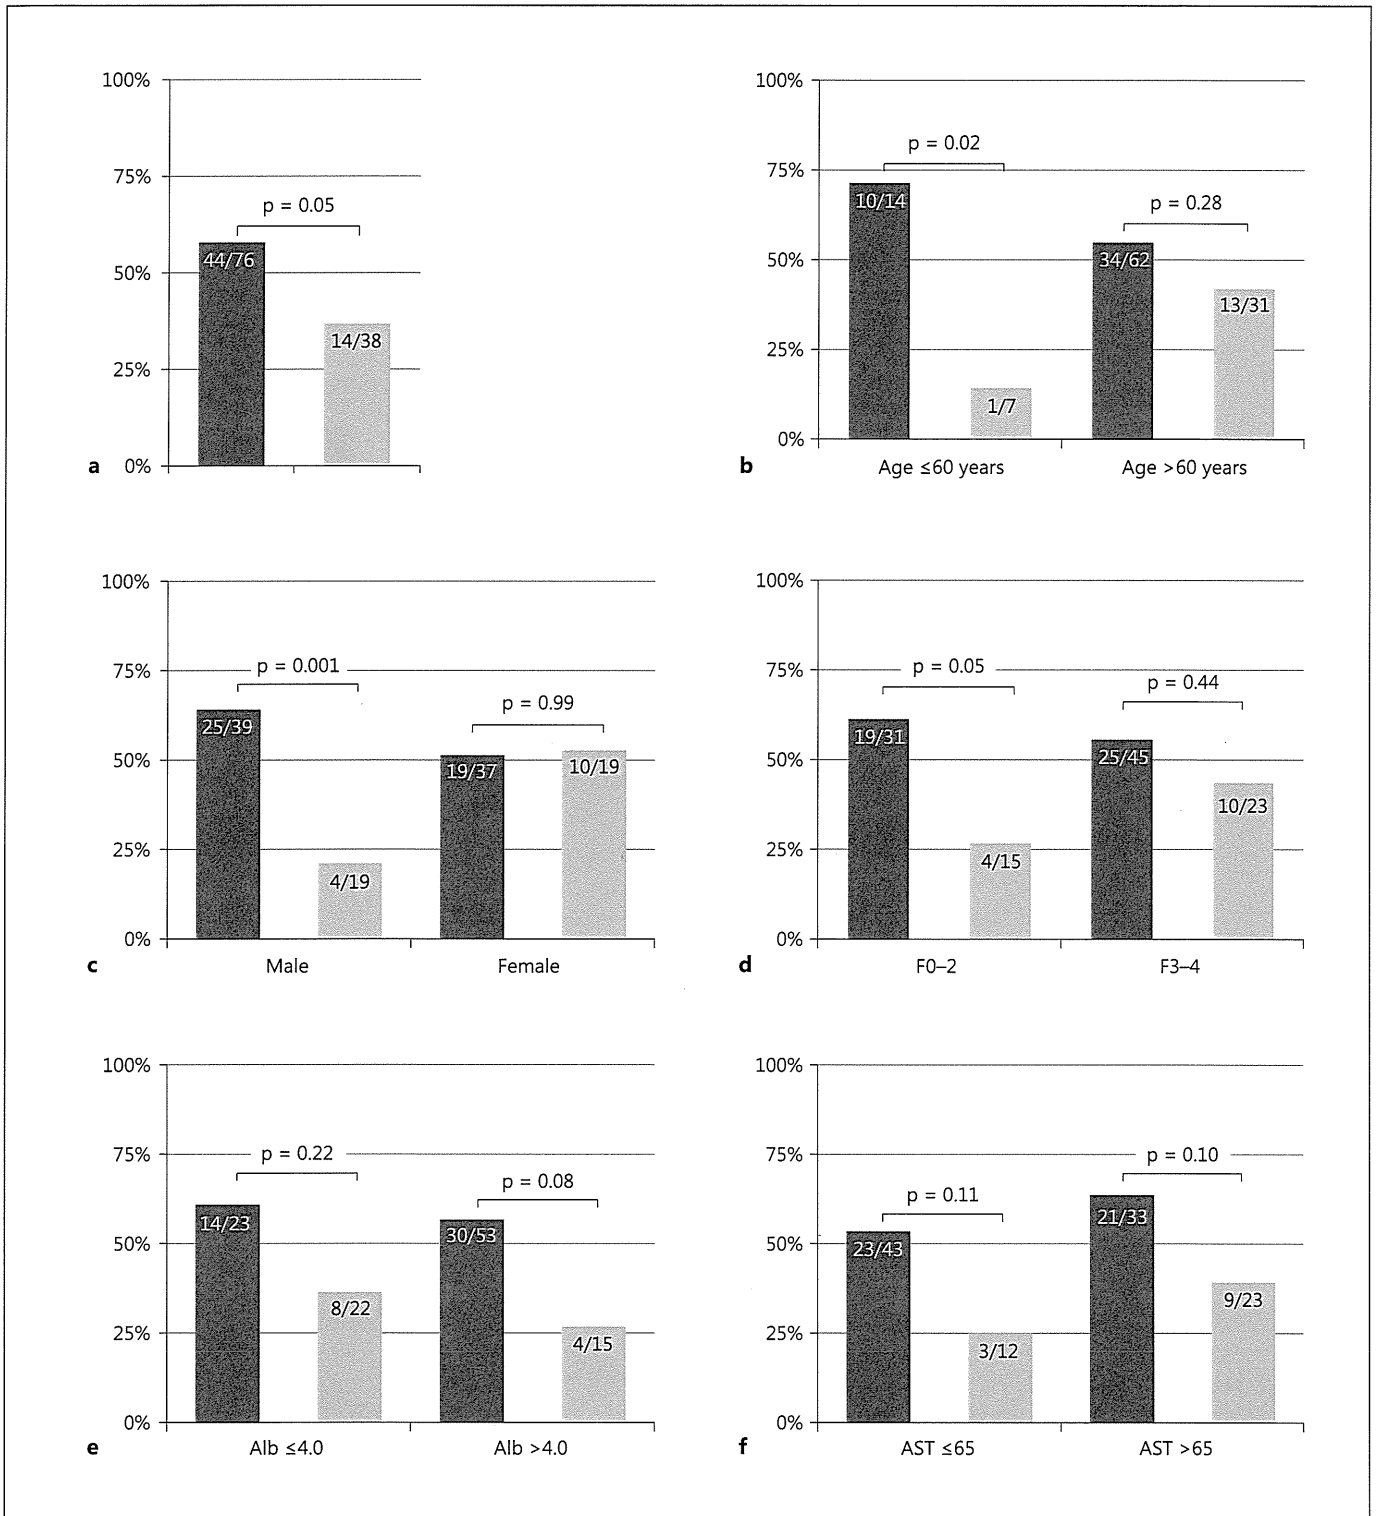 100%
75%
50%
25%
0%
p = 0.05
44/76
14/38
a
100%
75%
50%
25%
0%
p = 0.02
10/14
1/7
p = 0.28
34/62
13/31
b
Age ≤60 years
Age >60 years
100%
75%
50%
25%
0%
p = 0.001
25/39
4/19
p = 0.99
19/37
10/19
c
Male
Female
100%
75%
50%
25%
0%
p = 0.05
19/31
4/15
p = 0.44
25/45
10/23
d
F0–2
F3–4
100%
75%
50%
25%
0%
p = 0.22
14/23
8/22
p = 0.08
30/53
4/15
e
Alb ≤4.0
Alb >4.0
100%
75%
50%
25%
0%
p = 0.11
23/43
3/12
p = 0.10
21/33
9/23
f
AST ≤65
AST >65